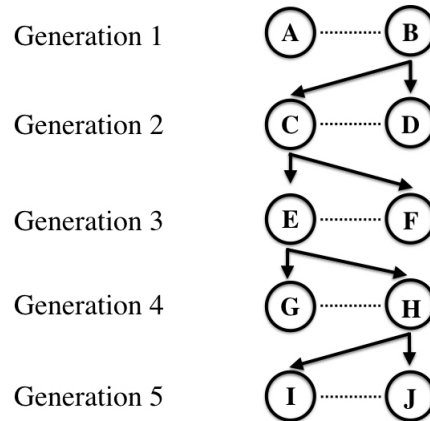 Generation 1 A B
Generation 2 C D
Generation 3 E F
Generation 4 G H
Generation 5 I J